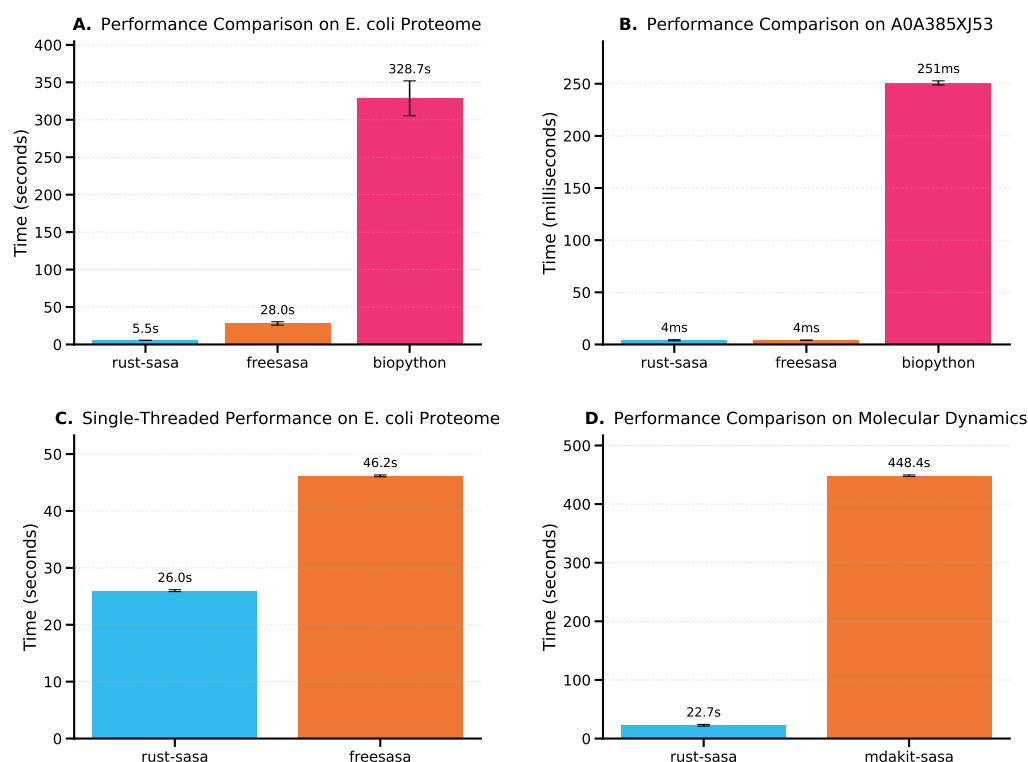 A. Performance Comparison on E. coli Proteome
Time (seconds)
400
350
300
250
200
150
100
50
0
5.5s
28.0s
328.7s
rust-sasa
freesasa
biopython
B. Performance Comparison on A0A385XJ53
Time (milliseconds)
250
200
150
100
50
0
4ms
4ms
251ms
rust-sasa
freesasa
biopython
C. Single-Threaded Performance on E. coli Proteome
Time (seconds)
50
40
30
20
10
0
26.0s
46.2s
rust-sasa
freesasa
D. Performance Comparison on Molecular Dynamics
Time (seconds)
500
400
300
200
100
0
22.7s
448.4s
rust-sasa
mdakit-sasa